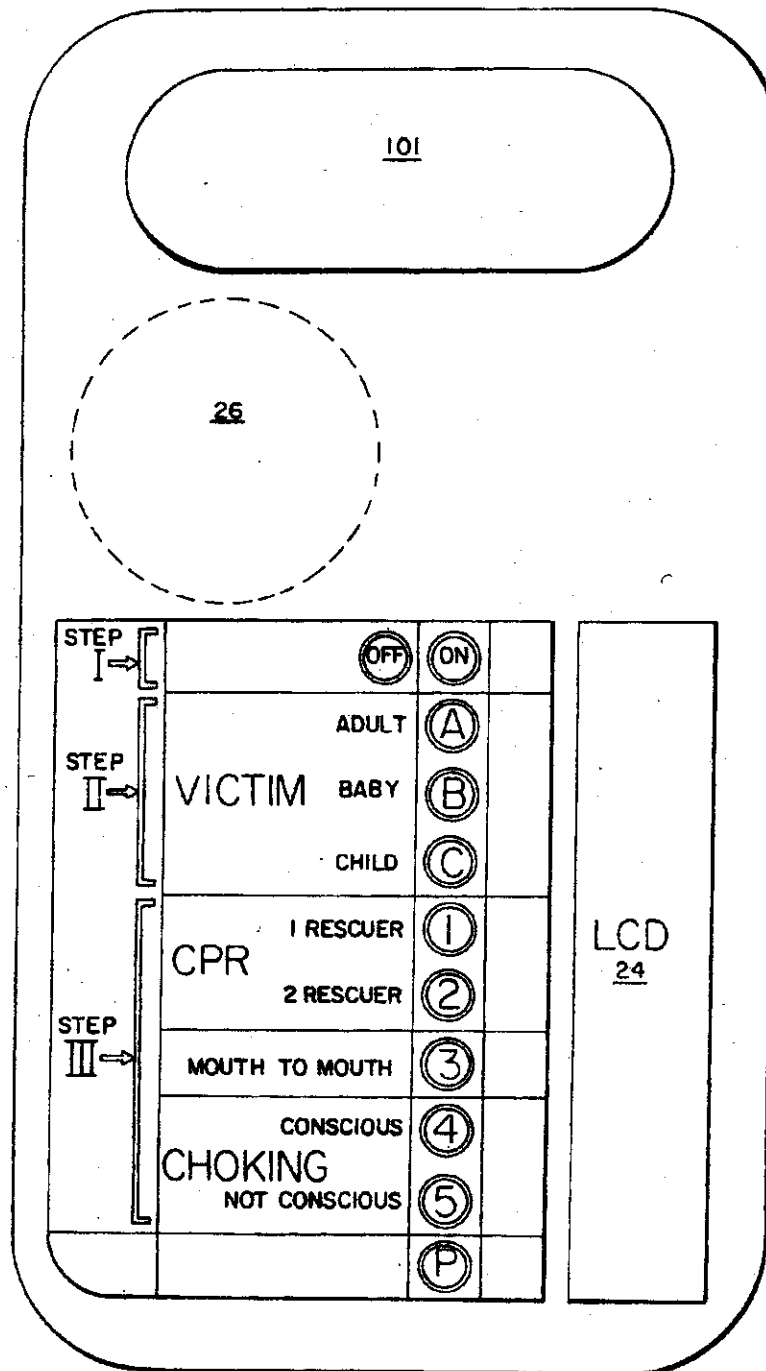 101
26
STEP
I
OFF ON
STEP
II
VICTIM
ADULT A
BABY B
CHILD C
STEP
III
CPR
1 RESCUER 1
2 RESCUER 2
MOUTH TO MOUTH 3
CHOKING
CONSCIOUS 4
NOT CONSCIOUS 5
P
LCD
24